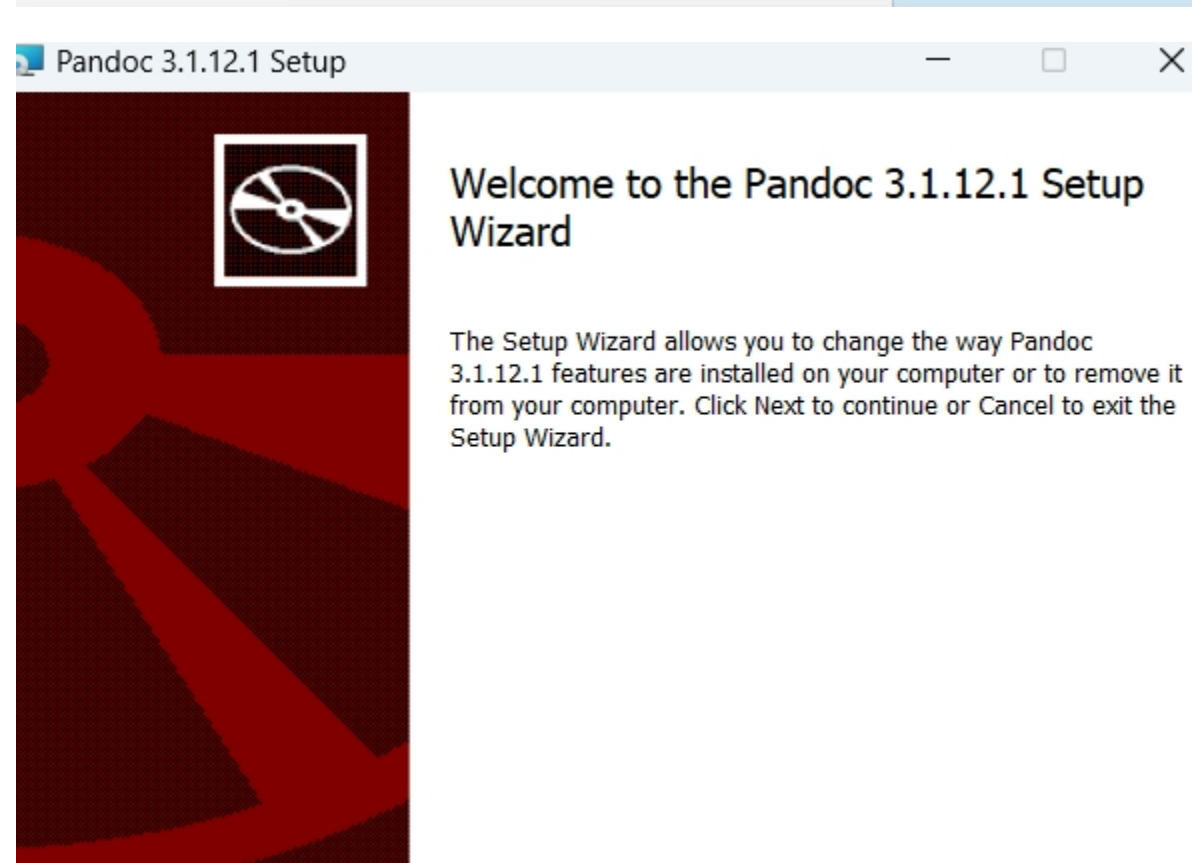 Pandoc 3.1.12.1 Setup
Welcome to the Pandoc 3.1.12.1 Setup
Wizard
The Setup Wizard allows you to change the way Pandoc
3.1.12.1 features are installed on your computer or to remove it
from your computer. Click Next to continue or Cancel to exit the
Setup Wizard.